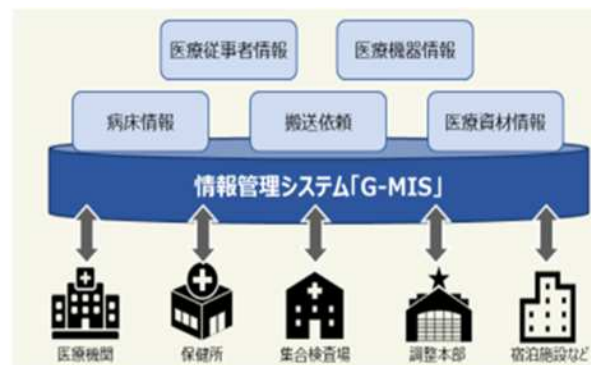 医療従事者情報
医療機器情報
病床情報
搬送依頼
医療資材情報
情報管理システム｢G-MIS｣
医療機関
保健所
集合検査場
調整本部
宿泊施設など